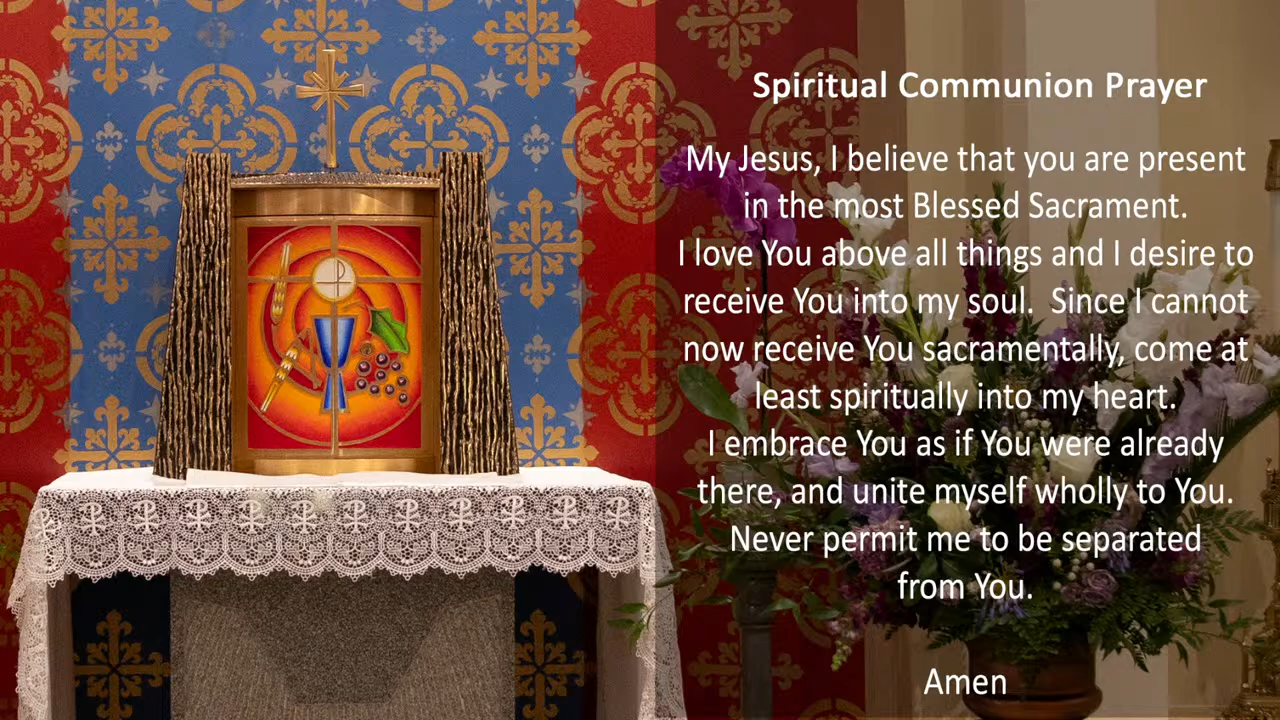 Spiritual Communion Prayer
My Jesus, I believe that you are present
in the most Blessed Sacrament.
I love You above all things and I desire to
receive You into my soul.  Since I cannot
now receive You sacramentally, come at
least spiritually into my heart.
I embrace You as if You were already
there, and unite myself wholly to You.
Never permit me to be separated
from You.
Amen